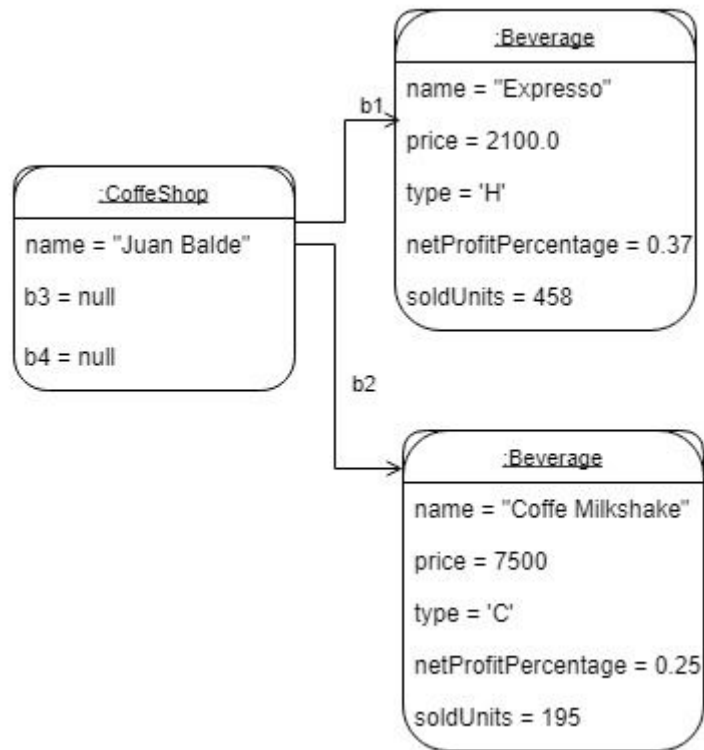 :CoffeShop
name = "Juan Balde"
b3 = null
b4 = null
b1
:Beverage
name = "Expresso"
price = 2100.0
type = 'H'
netProfitPercentage = 0.37
soldUnits = 458
b2
:Beverage
name = "Coffe Milkshake"
price = 7500
type = 'C'
netProfitPercentage = 0.25
soldUnits = 195